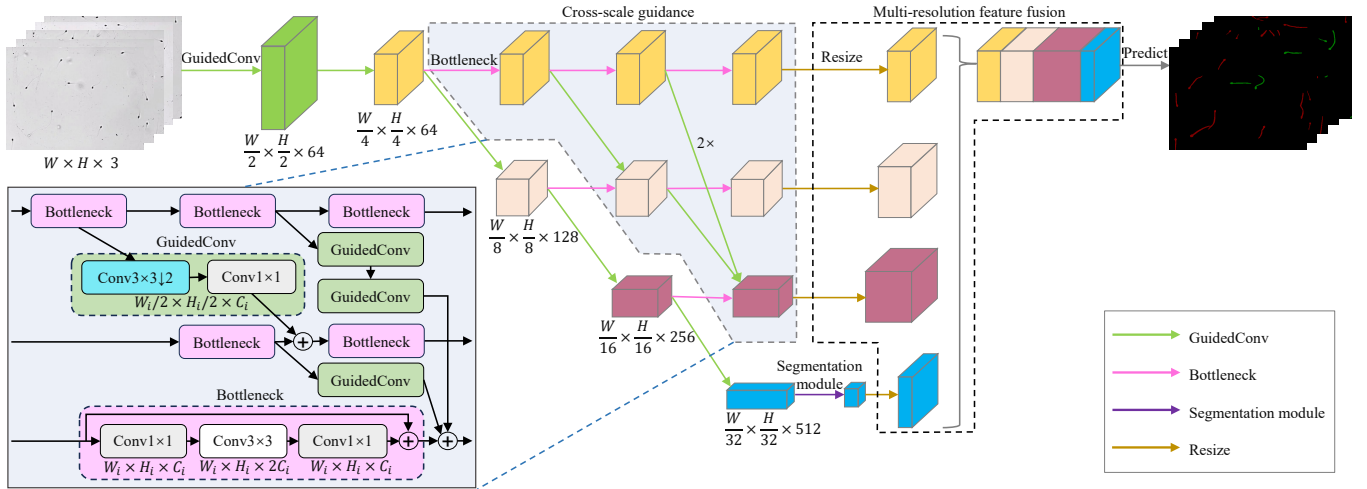 Cross-scale guidance
Multi-resolution feature fusion
GuidedConv
Bottleneck
Resize
Predict
W × H × 3
W/2 × H/2 × 64
W/4 × H/4 × 64
2×
W/8 × H/8 × 128
W/16 × H/16 × 256
Segmentation
module
W/32 × H/32 × 512
Bottleneck
Bottleneck
Bottleneck
GuidedConv
GuidedConv
Conv3×3↓2
Conv1×1
GuidedConv
W_i/2 × H_i/2 × C_i
Bottleneck
Bottleneck
GuidedConv
Bottleneck
Conv1×1
Conv3×3
Conv1×1
W_i × H_i × C_i
W_i × H_i × 2C_i
W_i × H_i × C_i
GuidedConv
Bottleneck
Segmentation module
Resize